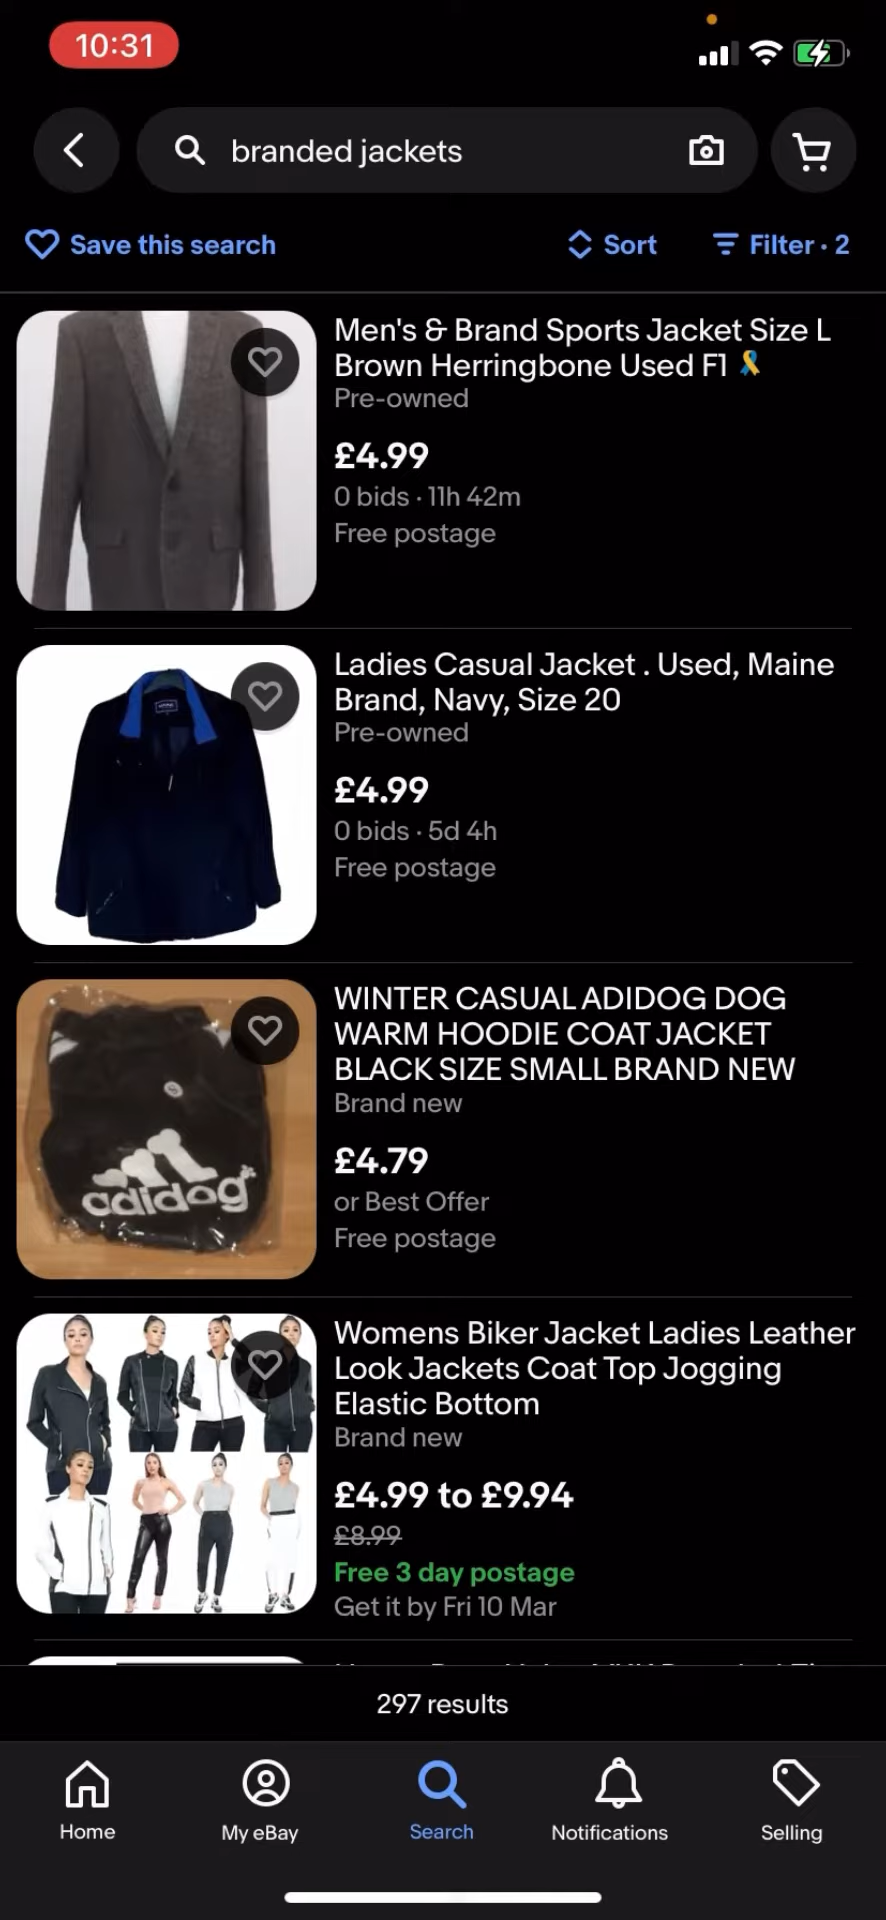 10:31
branded jackets
Save this search
Sort
Filter · 2
Men's & Brand Sports Jacket Size L
Brown Herringbone Used F1
Pre-owned
£4.99
0 bids · 11h 42m
Free postage
Ladies Casual Jacket . Used, Maine
Brand, Navy, Size 20
Pre-owned
£4.99
0 bids · 5d 4h
Free postage
adidog
WINTER CASUAL ADIDOG DOG
WARM HOODIE COAT JACKET
BLACK SIZE SMALL BRAND NEW
Brand new
£4.79
or Best Offer
Free postage
Womens Biker Jacket Ladies Leather
Look Jackets Coat Top Jogging
Elastic Bottom
Brand new
£4.99 to £9.94
£8.99
Free 3 day postage
Get it by Fri 10 Mar
297 results
Home
My eBay
Search
Notifications
Selling